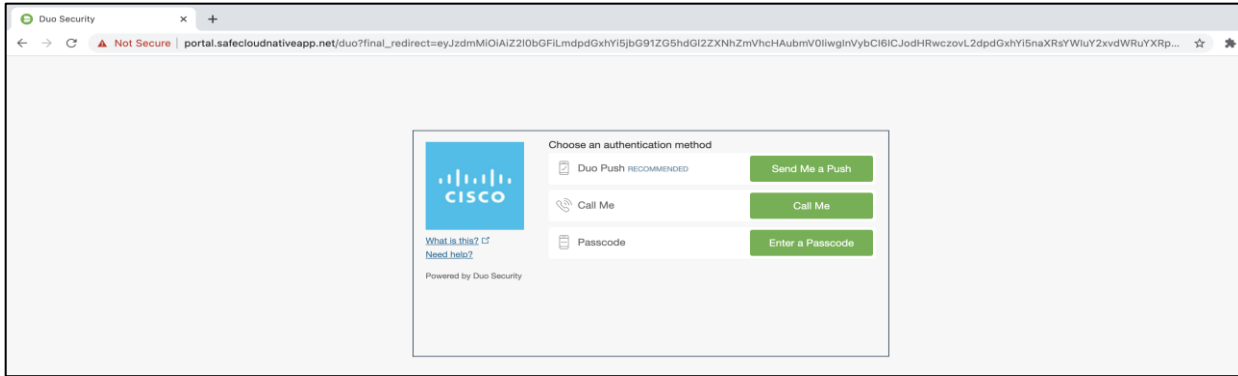 Duo Security
Not Secure | portal.safecloudnativeapp.net/duo?final_redirect=eyJzdmMiOiAiZ2l0bGFiLmdpdGxhYi5jbG91ZG5hdGl2ZXNhZmVhcHAubmV0IiwgInVybCI6ICJodHRwczovL2dpdGxhYi5naXRsYWIuY2xvdWRuYXRp...
Choose an authentication method
Duo Push RECOMMENDED Send Me a Push
CISCO
Call Me Call Me
What is this?
Passcode Enter a Passcode
Need help?
Powered by Duo Security